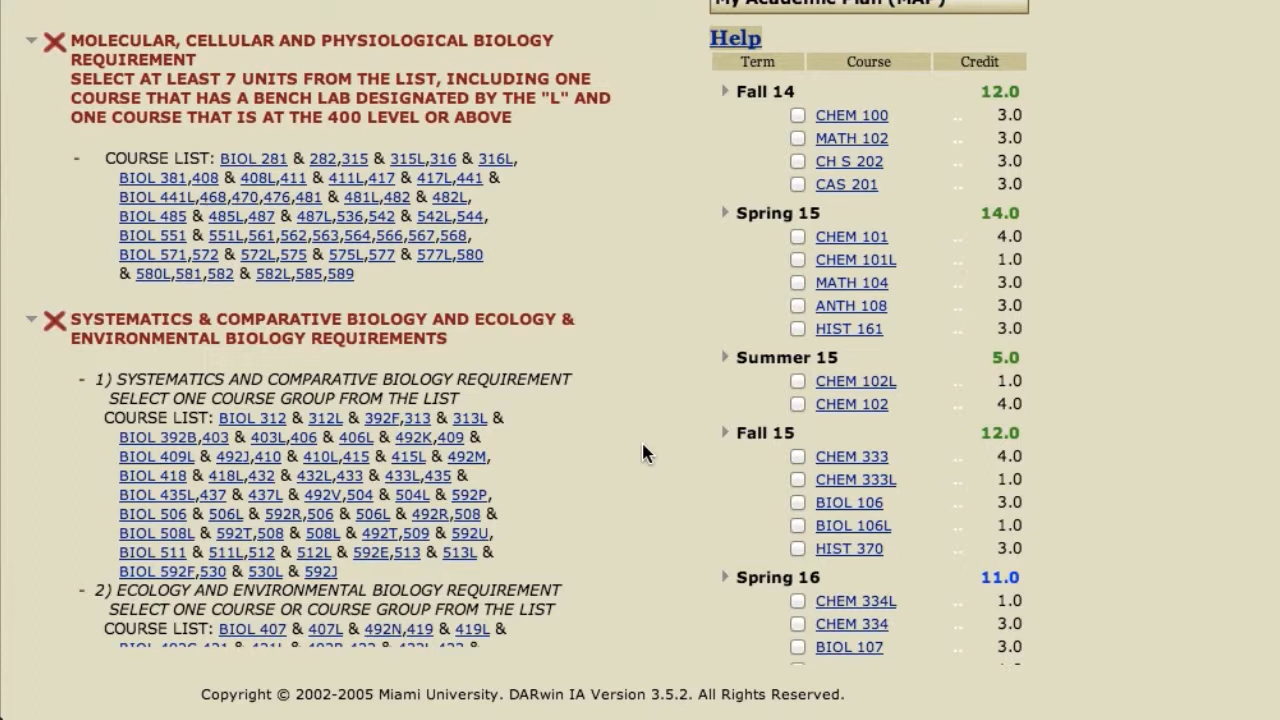 My Academic Plan (MAP)
MOLECULAR, CELLULAR AND PHYSIOLOGICAL BIOLOGY
REQUIREMENT
SELECT AT LEAST 7 UNITS FROM THE LIST, INCLUDING ONE
COURSE THAT HAS A BENCH LAB DESIGNATED BY THE "L" AND
ONE COURSE THAT IS AT THE 400 LEVEL OR ABOVE
- COURSE LIST: BIOL 281 & 282,315 & 315L,316 & 316L,
BIOL 381,408 & 408L,411 & 411L,417 & 417L,441 &
BIOL 441L,468,470,476,481 & 481L,482 & 482L,
BIOL 485 & 485L,487 & 487L,536,542 & 542L,544,
BIOL 551 & 551L,561,562,563,564,566,567,568,
BIOL 571,572 & 572L,575 & 575L,577 & 577L,580
& 580L,581,582 & 582L,585,589
SYSTEMATICS & COMPARATIVE BIOLOGY AND ECOLOGY &
ENVIRONMENTAL BIOLOGY REQUIREMENTS
- 1) SYSTEMATICS AND COMPARATIVE BIOLOGY REQUIREMENT
SELECT ONE COURSE GROUP FROM THE LIST
COURSE LIST: BIOL 312 & 312L & 392F,313 & 313L &
BIOL 392B,403 & 403L,406 & 406L & 492K,409 &
BIOL 409L & 492J,410 & 410L,415 & 415L & 492M,
BIOL 418 & 418L,432 & 432L,433 & 433L,435 &
BIOL 435L,437 & 437L & 492V,504 & 504L & 592P,
BIOL 506 & 506L & 592R,506 & 506L & 492R,508 &
BIOL 508L & 592T,508 & 508L & 492T,509 & 592U,
BIOL 511 & 511L,512 & 512L & 592E,513 & 513L &
BIOL 592F,530 & 530L & 592J
- 2) ECOLOGY AND ENVIRONMENTAL BIOLOGY REQUIREMENT
SELECT ONE COURSE OR COURSE GROUP FROM THE LIST
COURSE LIST: BIOL 407 & 407L & 492N,419 & 419L &
Help
Term Course Credit
Fall 14 12.0
CHEM 100 .. 3.0
MATH 102 .. 3.0
CH S 202 .. 3.0
CAS 201 .. 3.0
Spring 15 14.0
CHEM 101 .. 4.0
CHEM 101L .. 1.0
MATH 104 .. 3.0
ANTH 108 .. 3.0
HIST 161 .. 3.0
Summer 15 5.0
CHEM 102L .. 1.0
CHEM 102 .. 4.0
Fall 15 12.0
CHEM 333 .. 4.0
CHEM 333L .. 1.0
BIOL 106 .. 3.0
BIOL 106L .. 1.0
HIST 370 .. 3.0
Spring 16 11.0
CHEM 334L .. 1.0
CHEM 334 .. 3.0
BIOL 107 .. 3.0
Copyright © 2002-2005 Miami University. DARwin IA Version 3.5.2. All Rights Reserved.